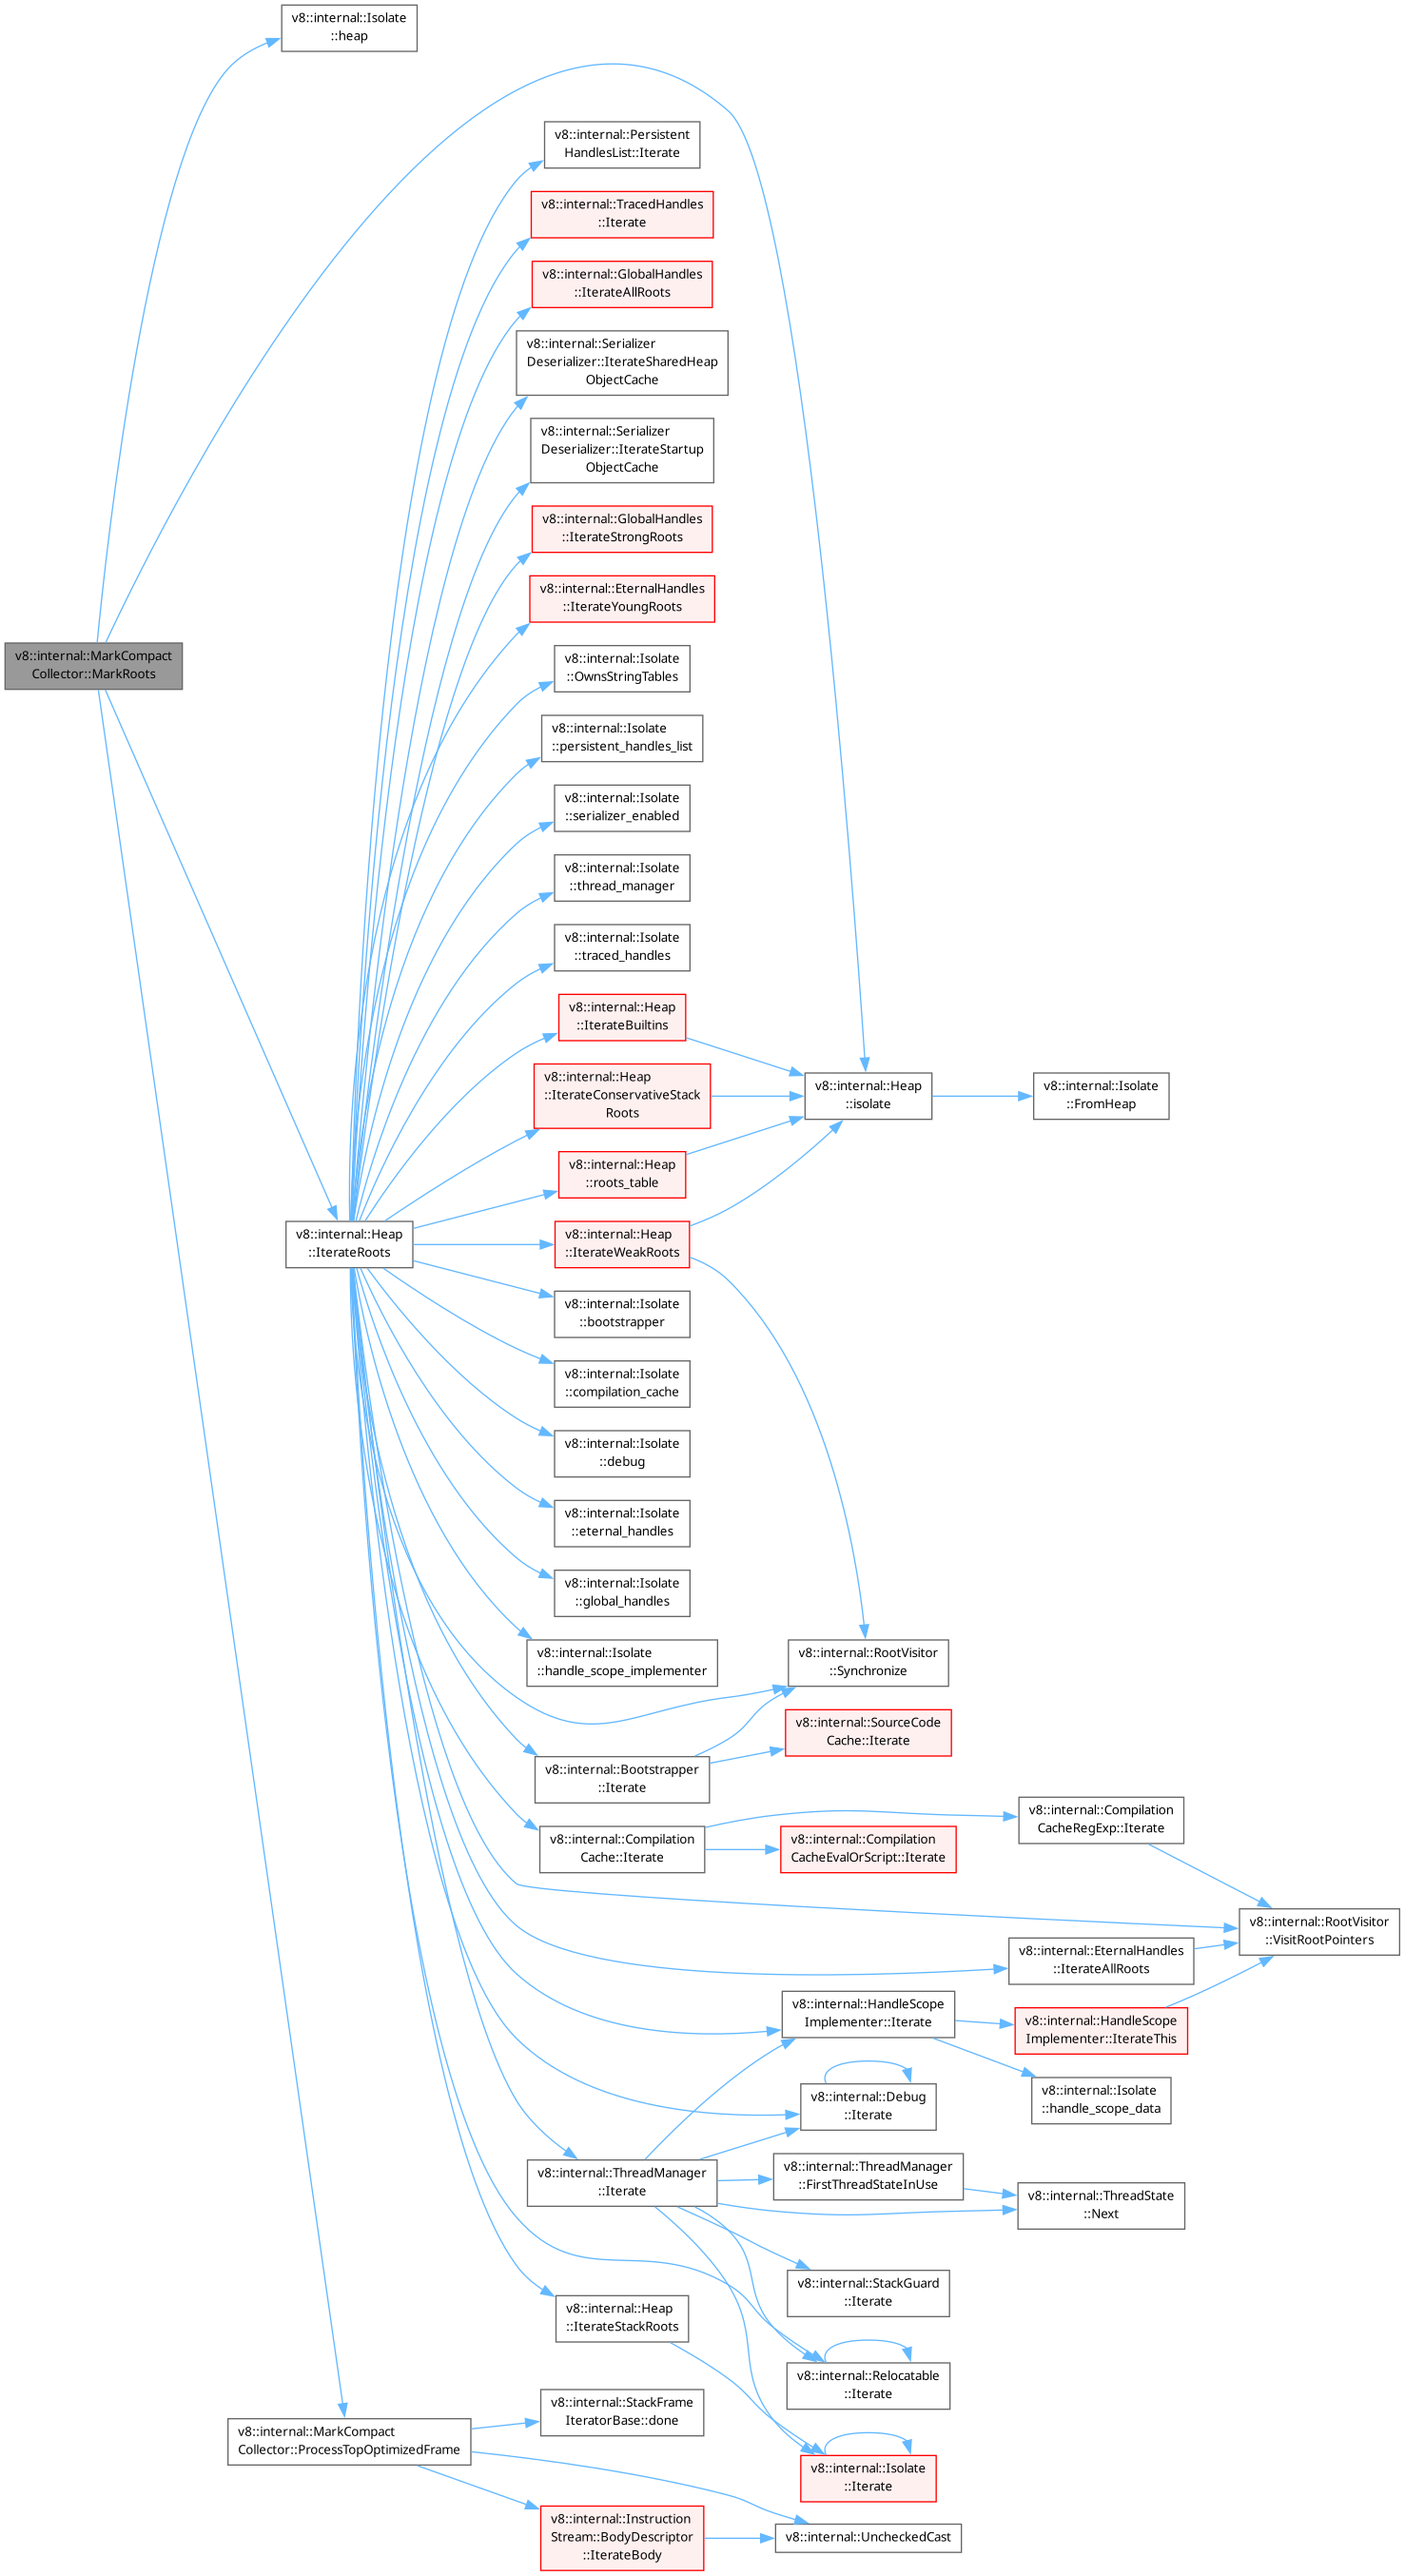 v8::internal::Isolate
::heap
v8::internal::Persistent
HandlesList::Iterate
v8::internal::TracedHandles
::Iterate
v8::internal::GlobalHandles
::IterateAllRoots
v8::internal::Serializer
Deserializer::IterateSharedHeap
ObjectCache
v8::internal::Serializer
Deserializer::IterateStartup
ObjectCache
v8::internal::GlobalHandles
::IterateStrongRoots
v8::internal::EternalHandles
::IterateYoungRoots
v8::internal::MarkCompact
Collector::MarkRoots
v8::internal::Isolate
::OwnsStringTables
v8::internal::Isolate
::persistent_handles_list
v8::internal::Isolate
::serializer_enabled
v8::internal::Isolate
::thread_manager
v8::internal::Isolate
::traced_handles
v8::internal::Heap
::IterateBuiltins
v8::internal::Heap
::IterateConservativeStack
Roots
v8::internal::Heap
::isolate
v8::internal::Isolate
::FromHeap
v8::internal::Heap
::roots_table
v8::internal::Heap
::IterateRoots
v8::internal::Heap
::IterateWeakRoots
v8::internal::Isolate
::bootstrapper
v8::internal::Isolate
::compilation_cache
v8::internal::Isolate
::debug
v8::internal::Isolate
::eternal_handles
v8::internal::Isolate
::global_handles
v8::internal::Isolate
::handle_scope_implementer
v8::internal::RootVisitor
::Synchronize
v8::internal::SourceCode
Cache::Iterate
v8::internal::Bootstrapper
::Iterate
v8::internal::Compilation
CacheRegExp::Iterate
v8::internal::Compilation
Cache::Iterate
v8::internal::Compilation
CacheEvalOrScript::Iterate
v8::internal::RootVisitor
::VisitRootPointers
v8::internal::EternalHandles
::IterateAllRoots
v8::internal::HandleScope
Implementer::Iterate
v8::internal::HandleScope
Implementer::IterateThis
v8::internal::Isolate
::handle_scope_data
v8::internal::Debug
::Iterate
v8::internal::ThreadManager
::Iterate
v8::internal::ThreadManager
::FirstThreadStateInUse
v8::internal::ThreadState
::Next
v8::internal::StackGuard
::Iterate
v8::internal::Heap
::IterateStackRoots
v8::internal::Relocatable
::Iterate
v8::internal::StackFrame
IteratorBase::done
v8::internal::MarkCompact
Collector::ProcessTopOptimizedFrame
v8::internal::Isolate
::Iterate
v8::internal::Instruction
Stream::BodyDescriptor
::IterateBody
v8::internal::UncheckedCast